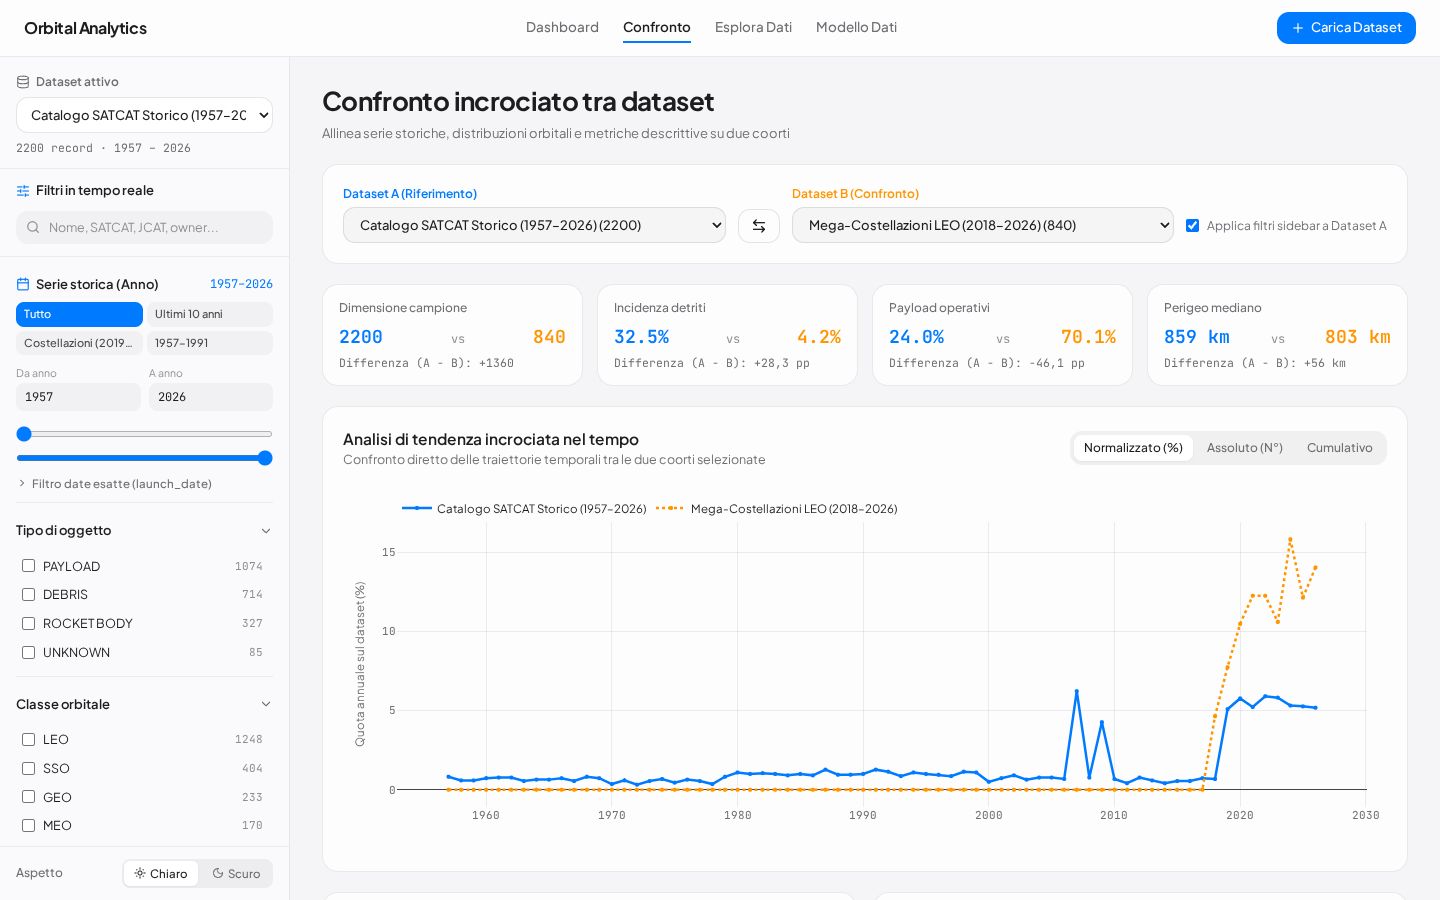 Orbital Analytics
Dashboard
Confronto
Esplora Dati
Modello Dati
Carica Dataset
Dataset attivo
Catalogo SATCAT Storico (1957–20
2200 record · 1957 – 2026
Filtri in tempo reale
Nome, SATCAT, JCAT, owner...
Serie storica (Anno)
1957–2026
Tutto
Ultimi 10 anni
Costellazioni (2019...
1957–1991
Da anno
A anno
1957
2026
Filtro date esatte (launch_date)
Tipo di oggetto
PAYLOAD 1074
DEBRIS 714
ROCKET BODY 327
UNKNOWN 85
Classe orbitale
LEO 1248
SSO 404
GEO 233
MEO 170
Aspetto
Chiaro
Scuro
Confronto incrociato tra dataset
Allinea serie storiche, distribuzioni orbitali e metriche descrittive su due coorti
Dataset A (Riferimento)
Catalogo SATCAT Storico (1957–2026) (2200)
Dataset B (Confronto)
Mega-Costellazioni LEO (2018–2026) (840)
Applica filtri sidebar a Dataset A
Dimensione campione
2200 vs 840
Differenza (A - B): +1360
Incidenza detriti
32.5% vs 4.2%
Differenza (A - B): +28,3 pp
Payload operativi
24.0% vs 70.1%
Differenza (A - B): -46,1 pp
Perigeo mediano
859 km vs 803 km
Differenza (A - B): +56 km
Analisi di tendenza incrociata nel tempo
Confronto diretto delle traiettorie temporali tra le due coorti selezionate
Normalizzato (%)
Assoluto (N°)
Cumulativo
Catalogo SATCAT Storico (1957–2026)
Mega-Costellazioni LEO (2018–2026)
Quota annuale sul dataset (%)
15
10
5
0
1960 1970 1980 1990 2000 2010 2020 2030